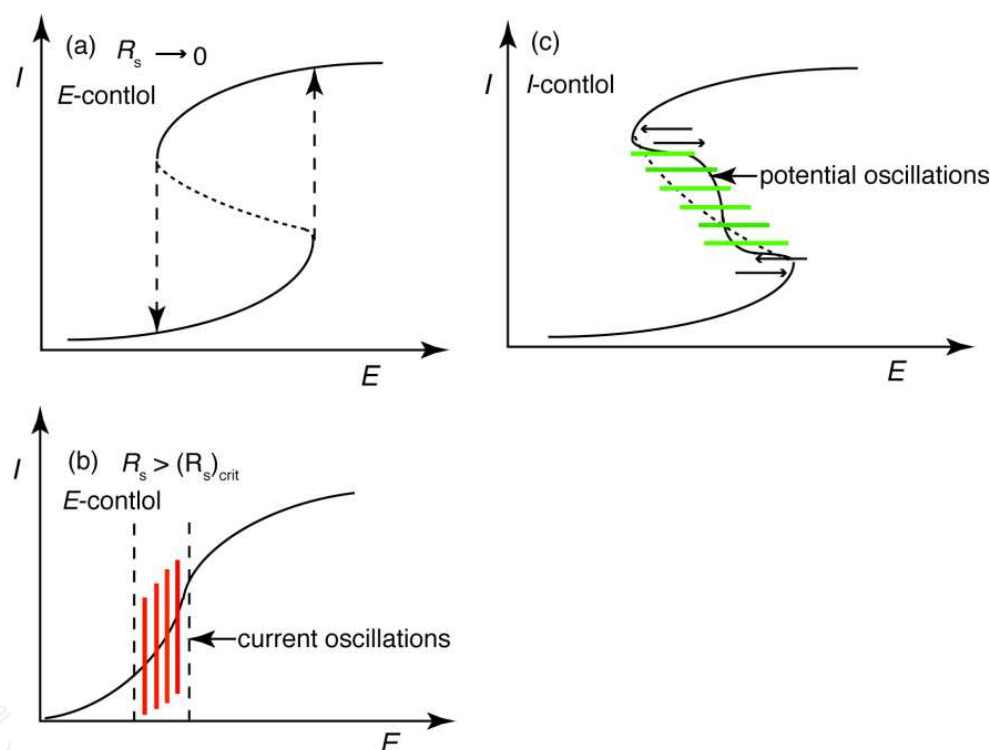 (a) Rs → 0
I
E-contlol
E
(c)
I
I-contlol
potential oscillations
E
(b) Rs > (Rs)crit
I
E-contlol
current oscillations
E